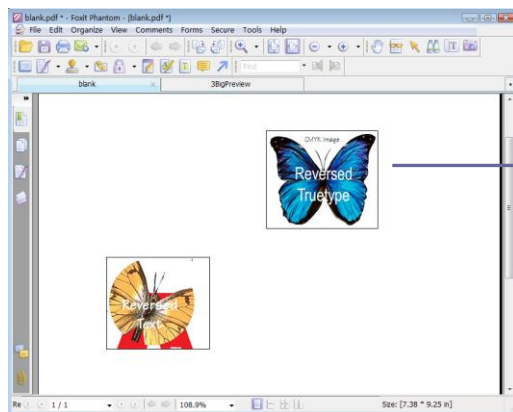 blank.pdf * - Foxit Phantom - [blank.pdf *]
File Edit Organize View Comments Forms Secure Tools Help
Find
blank
3BigPreview
CMYK Image
Reversed
Truetype
Reversed
Text
Re
1 / 1
108.9%
Size: [7.38 * 9.25 in]